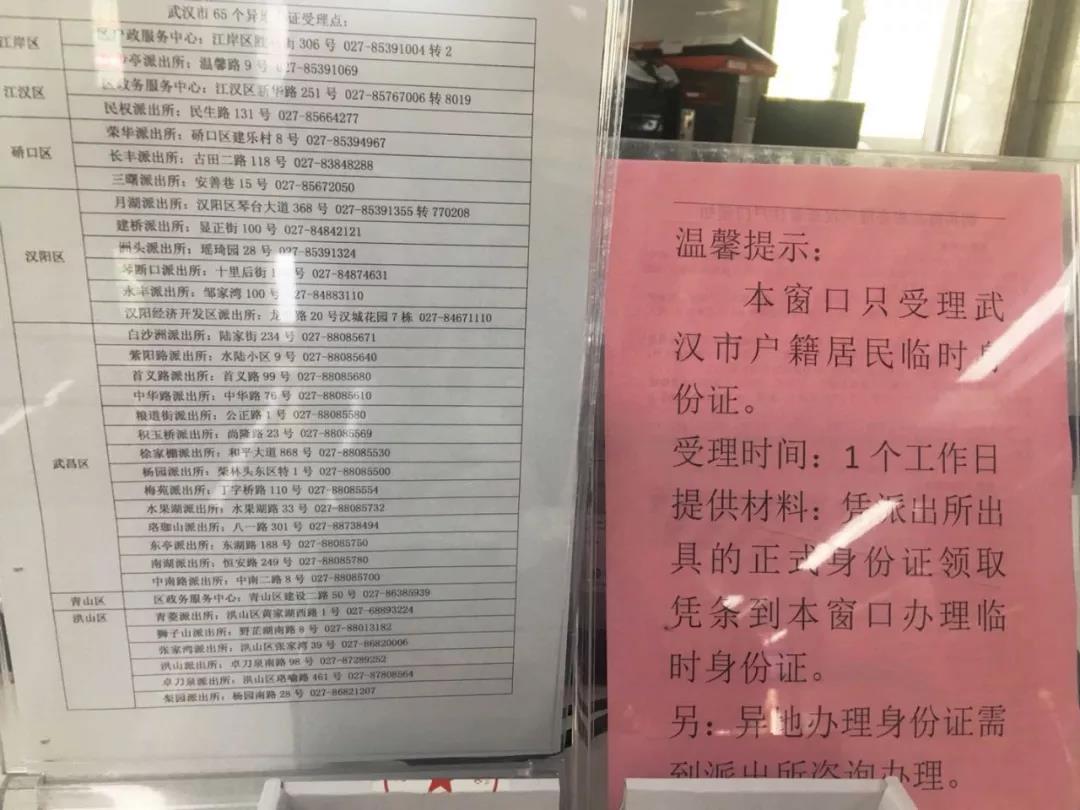 武汉市65个异地 证受理点：
江岸区
政服务中心：江岸区胜 街306号 027-85391004转2
亭派出所：温馨路9号 027-85391069
江汉区
区政务服务中心：江汉区新华路251号 027-85767006转8019
民权派出所：民生路131号 027-85664277
硚口区
荣华派出所：硚口区建乐村8号 027-85394967
长丰派出所：古田二路118号 027-83848288
三曙派出所：安善巷15号 027-85672050
汉阳区
月湖派出所：汉阳区琴台大道368号 027-85391355转770208
建桥派出所：显正街100号 027-84842121
洲头派出所：瑶琦园28号 027-85391324
琴断口派出所：十里后街 号 027-84874631
永丰派出所：邹家湾100号 027-84883110
汉阳经济开发区派出所：龙 路20号汉城花园7栋 027-84671110
武昌区
白沙洲派出所：陆家街234号 027-88085671
紫阳路派出所：水陆小区9号 027-88085640
首义路派出所：首义路99号 027-88085680
中华路派出所：中华路76号 027-88085610
粮道街派出所：公正路1号 027-88085580
积玉桥派出所：尚隆路23号 027-88085569
徐家棚派出所：和平大道868号 027-88085530
杨园派出所：柴林头东区特1号 027-88085500
梅苑派出所：丁字桥路110号 027-88085554
水果湖派出所：水果湖路33号 027-88085732
珞珈山派出所：八一路301号 027-88738494
东亭派出所：东湖路188号 027-88085750
南湖派出所：恒安路249号 027-88085780
中南路派出所：中南二路8号 027-88085700
青山区
区政务服务中心：青山区建设二路50号 027-86385939
洪山区
青菱派出所：洪山区黄家湖西路1号 027-68893224
狮子山派出所：野芷湖南路8号 027-88013182
张家湾派出所：洪山区张家湾39号 027-86820006
洪山派出所：卓刀泉南路98号 027-87289252
卓刀泉派出所：洪山区珞喻路461号 027-87808564
梨园派出所：杨园南路28号 027-86821207
温馨提示：
本窗口只受理武
汉市户籍居民临时身
份证。
受理时间：1个工作日
提供材料：凭派出所出
具的正式身份证领取
凭条到本窗口办理临
时身份证。
另：异地办理身份证需
到派出所咨询办理。